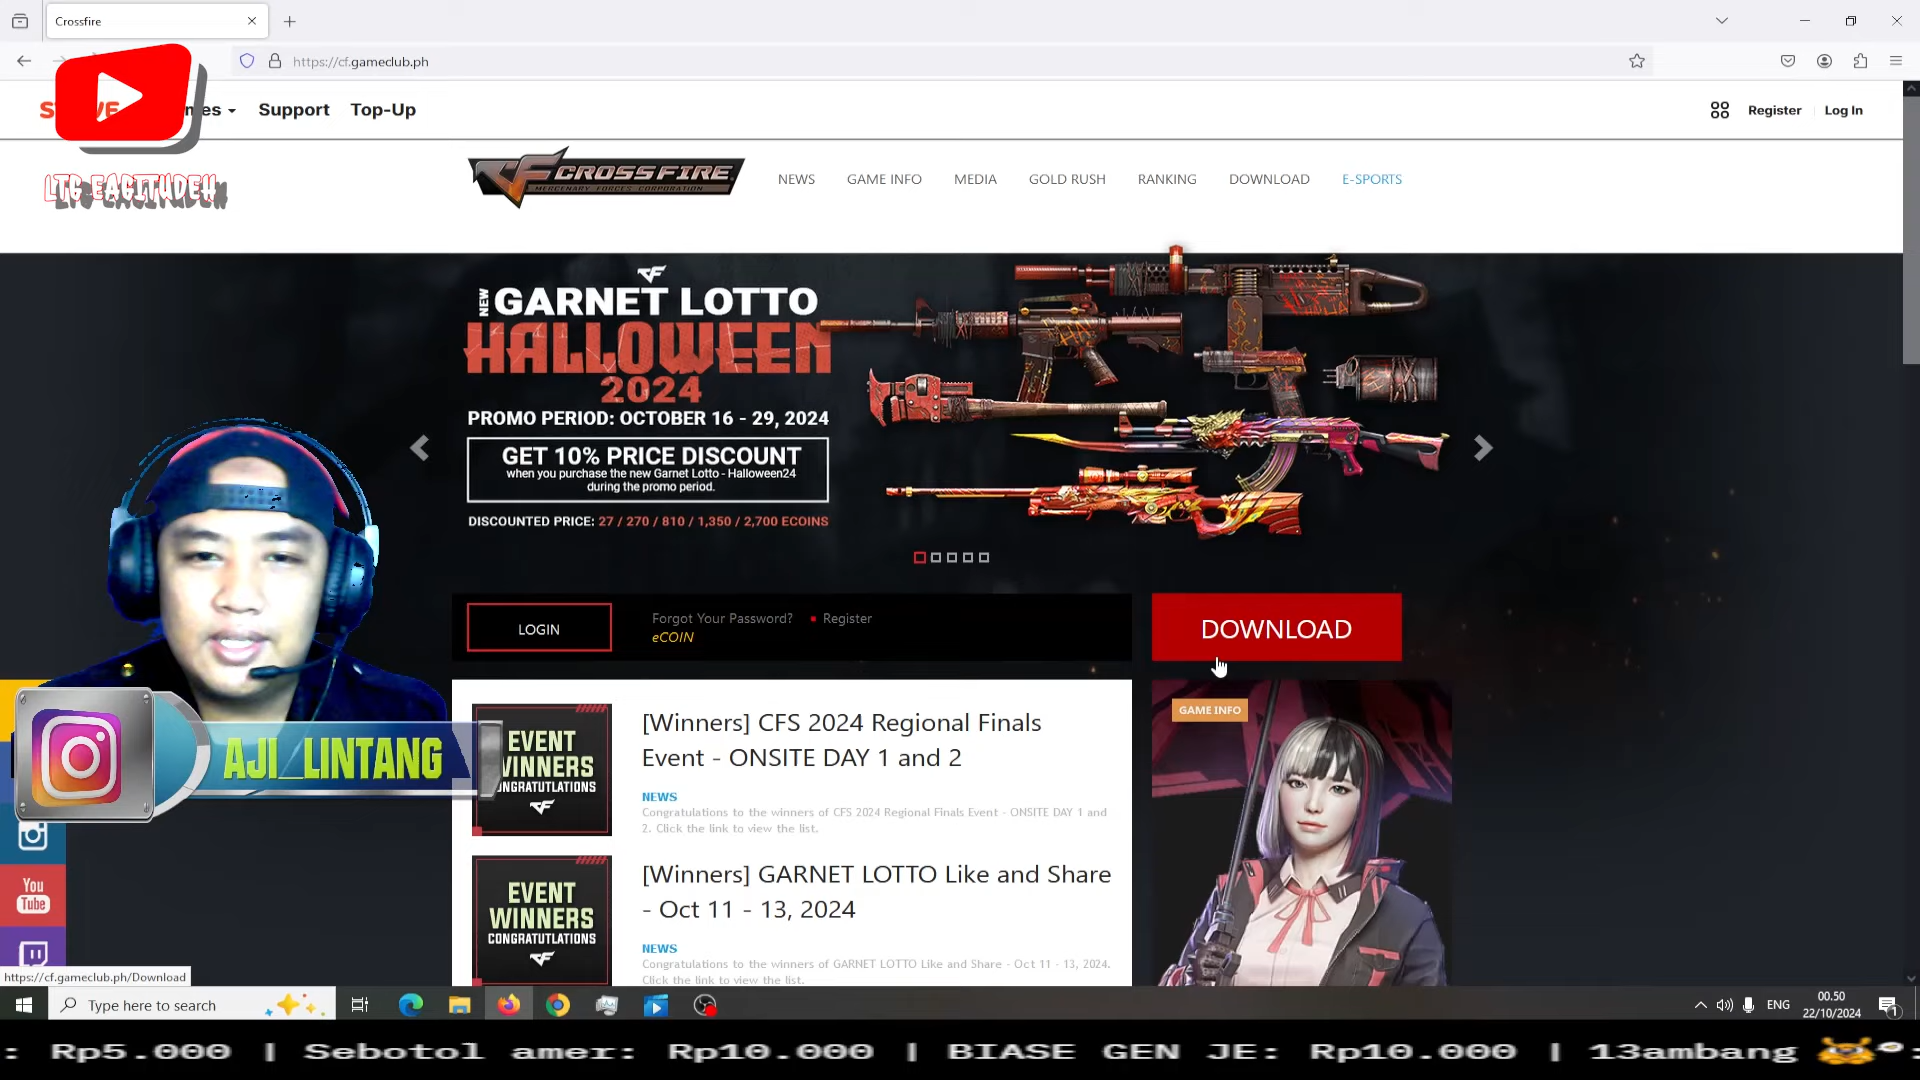 Crossfire
https://cf.gameclub.ph
Support Top-Up
Register Log In
LTG EAGITHDEH
CROSSFIRE
MERCENARY FORCES CORPORATION
NEWS GAME INFO MEDIA GOLD RUSH RANKING DOWNLOAD E-SPORTS
NEW GARNET LOTTO
HALLOWEEN
2024
PROMO PERIOD: OCTOBER 16 - 29, 2024
GET 10% PRICE DISCOUNT
when you purchase the new Garnet Lotto - Halloween24
during the promo period.
DISCOUNTED PRICE: 27 / 270 / 810 / 1,350 / 2,700 ECOINS
LOGIN
Forgot Your Password? Register
eCOIN
DOWNLOAD
EVENT
WINNERS
[Winners] CFS 2024 Regional Finals
Event - ONSITE DAY 1 and 2
NEWS
Congratulations to the winners of CFS 2024 Regional Finals Event - ONSITE DAY 1 and
2. Click the link to view the list.
GAME INFO
AJI_LINTANG
EVENT
WINNERS
CONGRATUTLATIONS
[Winners] GARNET LOTTO Like and Share
- Oct 11 - 13, 2024
NEWS
Congratulations to the winners of GARNET LOTTO Like and Share - Oct 11 - 13, 2024.
Click the link to view the list.
You
Tube
https://cf.gameclub.ph/Download
Type here to search
ENG
00.50
22/10/2024
1
: Rp5.000 | Sebotol amer: Rp10.000 | BIASE GEN JE: Rp10.000 | 13ambang